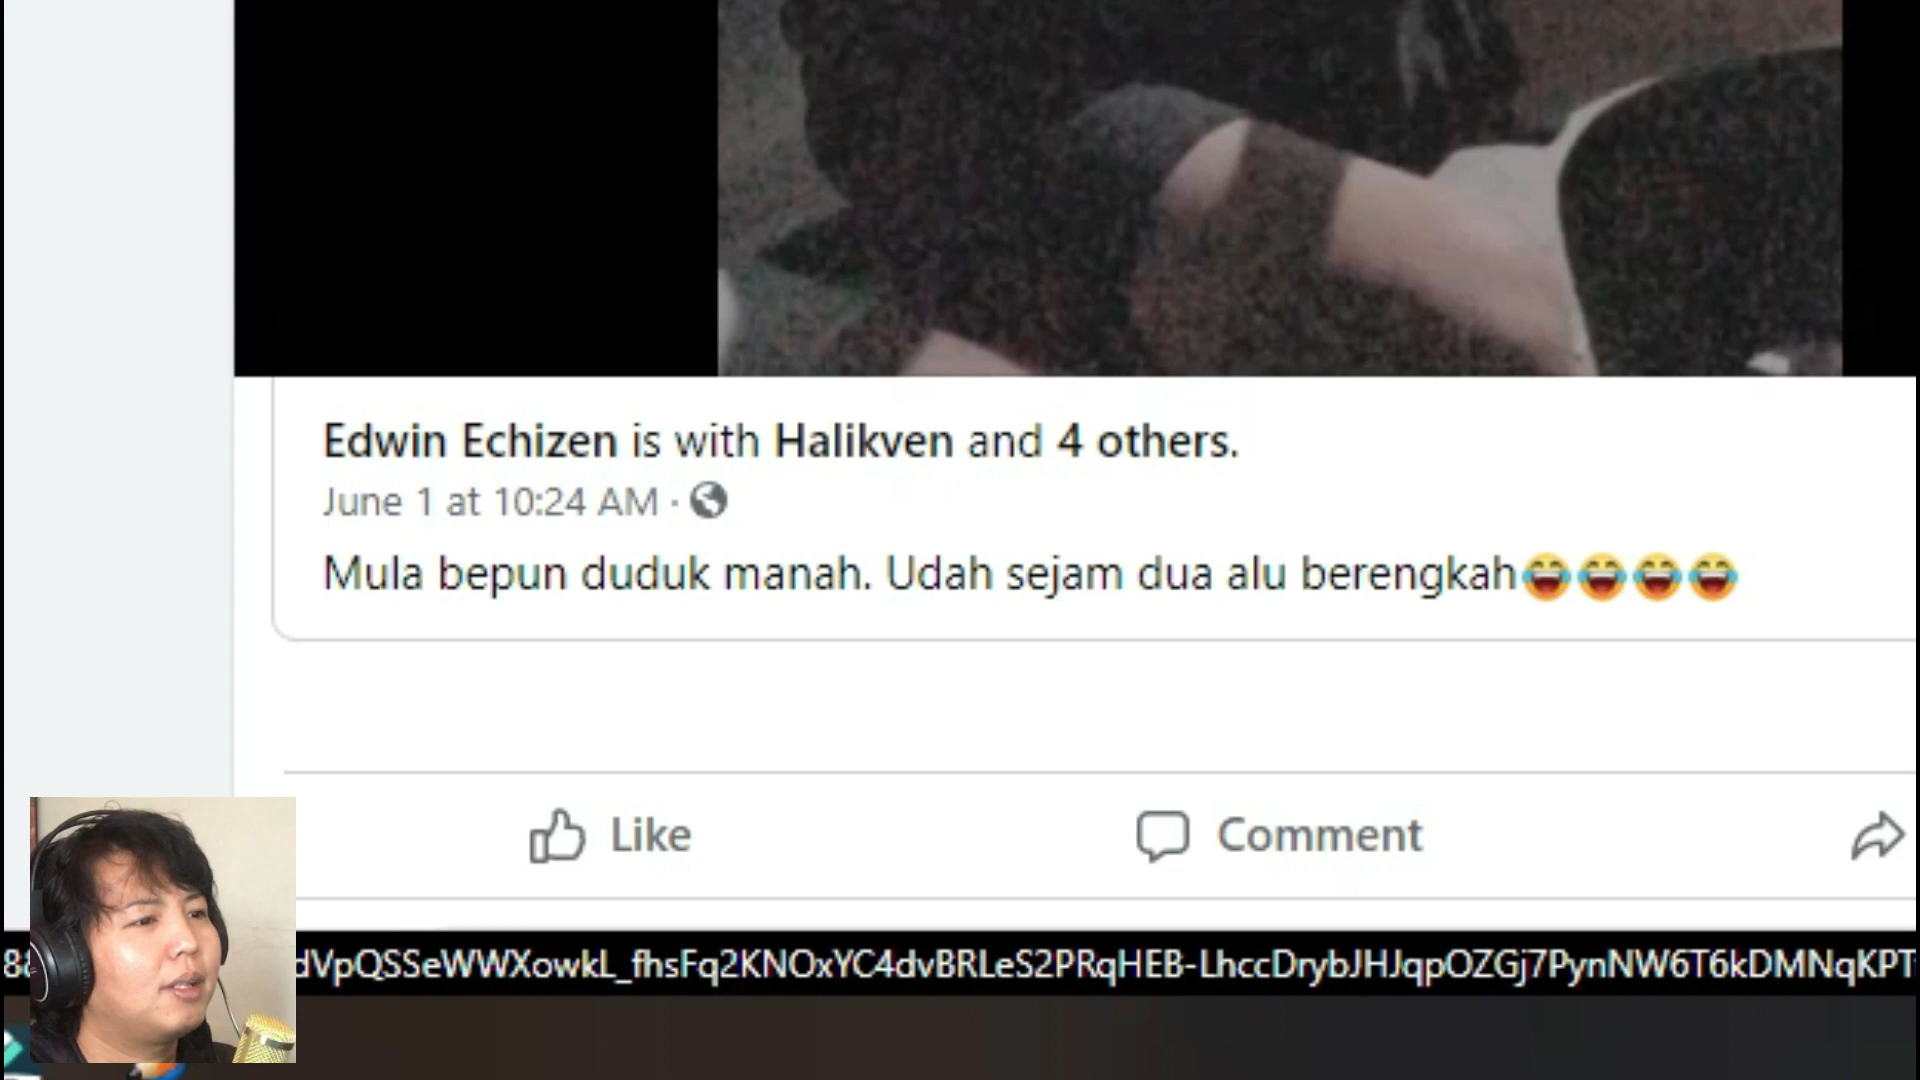 Edwin Echizen is with Halikven and 4 others.
June 1 at 10:24 AM ·
Mula bepun duduk manah. Udah sejam dua alu berengkah😂😂😂😂
Like
Comment
dVpQSSeWWXowkL_fhsFq2KNOxYC4dvBRLeS2PRqHEB-LhccDrybJHJqpOZGj7PynNW6T6kDMNqKPT